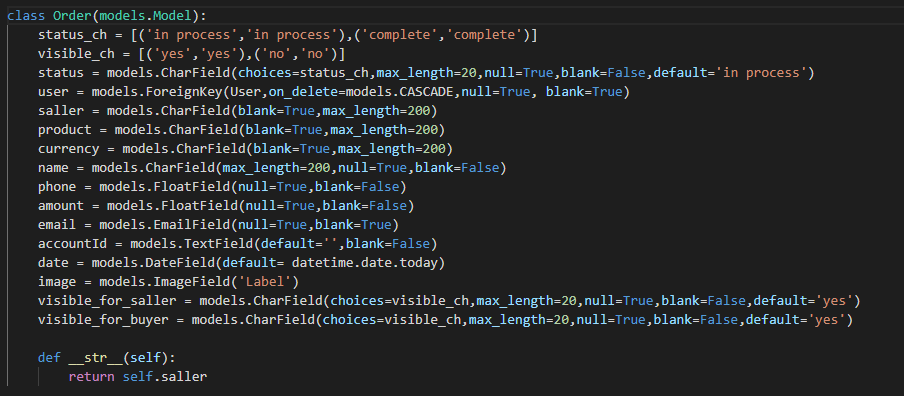 class Order(models.Model):
    status_ch = [('in process','in process'),('complete','complete')]
    visible_ch = [('yes','yes'),('no','no')]
    status = models.CharField(choices=status_ch,max_length=20,null=True,blank=False,default='in process')
    user = models.ForeignKey(User,on_delete=models.CASCADE,null=True, blank=True)
    saller = models.CharField(blank=True,max_length=200)
    product = models.CharField(blank=True,max_length=200)
    currency = models.CharField(blank=True,max_length=200)
    name = models.CharField(max_length=200,null=True,blank=False)
    phone = models.FloatField(null=True,blank=False)
    amount = models.FloatField(null=True,blank=False)
    email = models.EmailField(null=True,blank=True)
    accountId = models.TextField(default='',blank=False)
    date = models.DateField(default= datetime.date.today)
    image = models.ImageField('Label')
    visible_for_saller = models.CharField(choices=visible_ch,max_length=20,null=True,blank=False,default='yes')
    visible_for_buyer = models.CharField(choices=visible_ch,max_length=20,null=True,blank=False,default='yes')

    def __str__(self):
        return self.saller